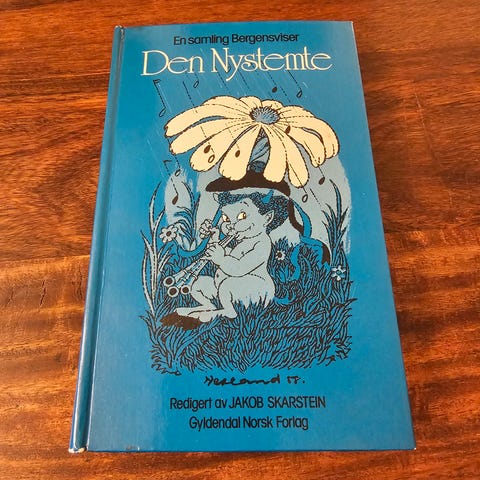 En samling Bergensviser
Den Nystemte
Redigert av JAKOB SKARSTEIN
Gyldendal Norsk Forlag